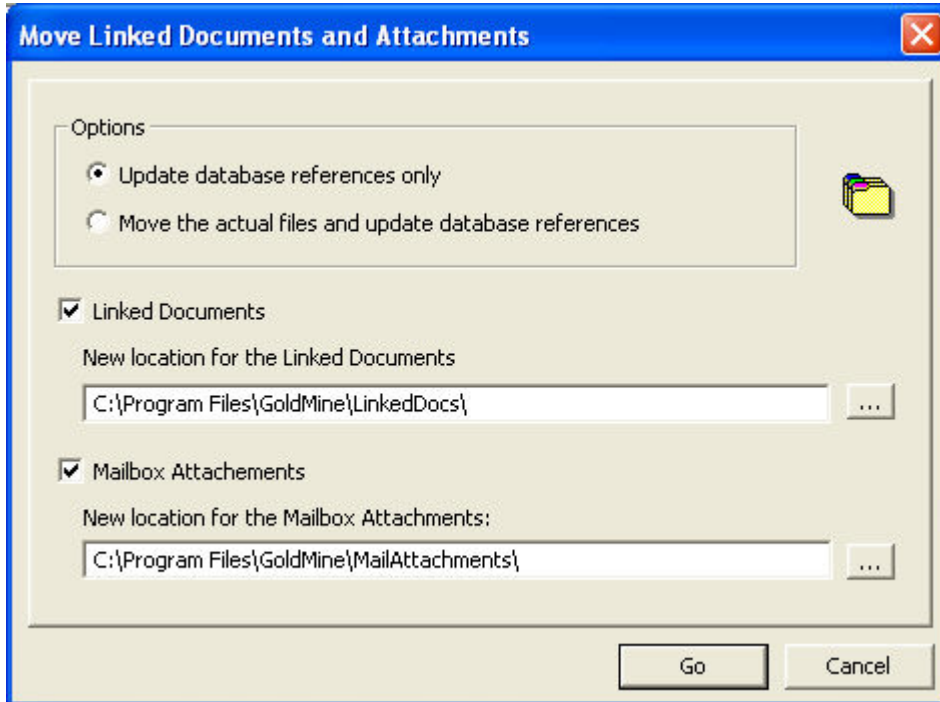 Move Linked Documents and Attachments
Options
Update database references only
Move the actual files and update database references
Linked Documents
New location for the Linked Documents
C:\Program Files\GoldMine\LinkedDocs\
...
Mailbox Attachements
New location for the Mailbox Attachments:
C:\Program Files\GoldMine\MailAttachments\
...
Go Cancel